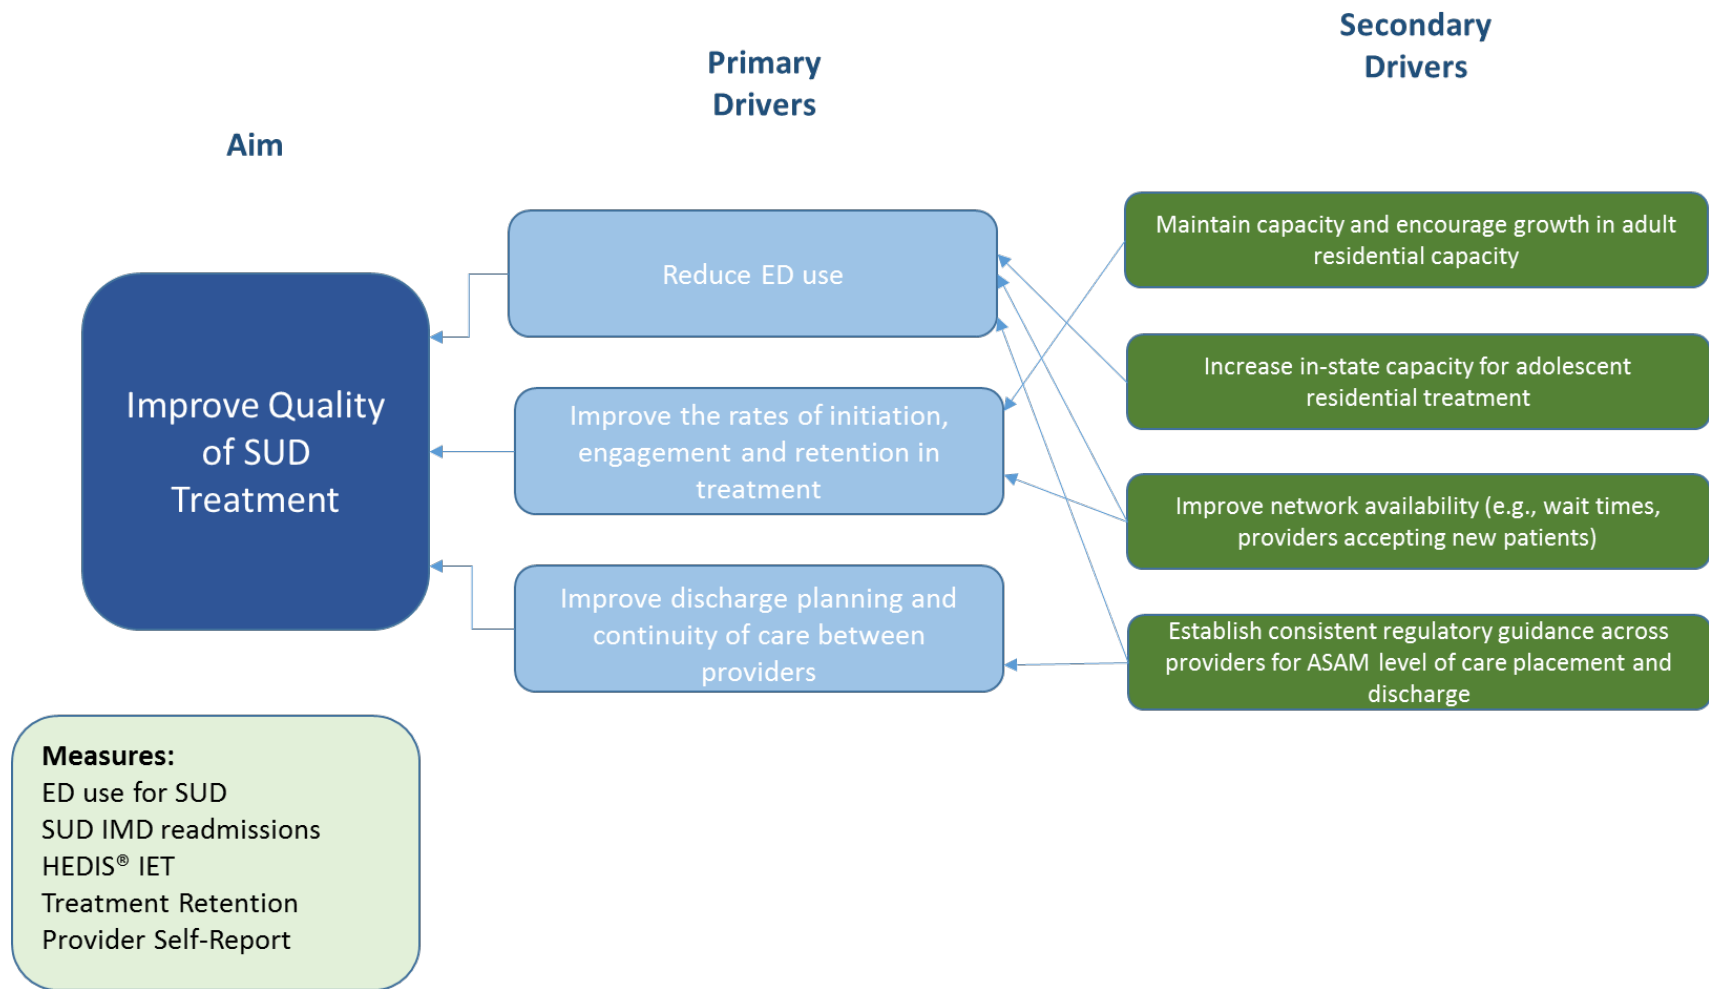 Aim
Primary
Drivers
Secondary
Drivers
Improve Quality
of SUD
Treatment
Reduce ED use
Improve the rates of initiation,
engagement and retention in
treatment
Improve discharge planning and
continuity of care between
providers
Maintain capacity and encourage growth in adult
residential capacity
Increase in-state capacity for adolescent
residential treatment
Improve network availability (e.g., wait times,
providers accepting new patients)
Establish consistent regulatory guidance across
providers for ASAM level of care placement and
discharge
Measures:
ED use for SUD
SUD IMD readmissions
HEDIS® IET
Treatment Retention
Provider Self-Report